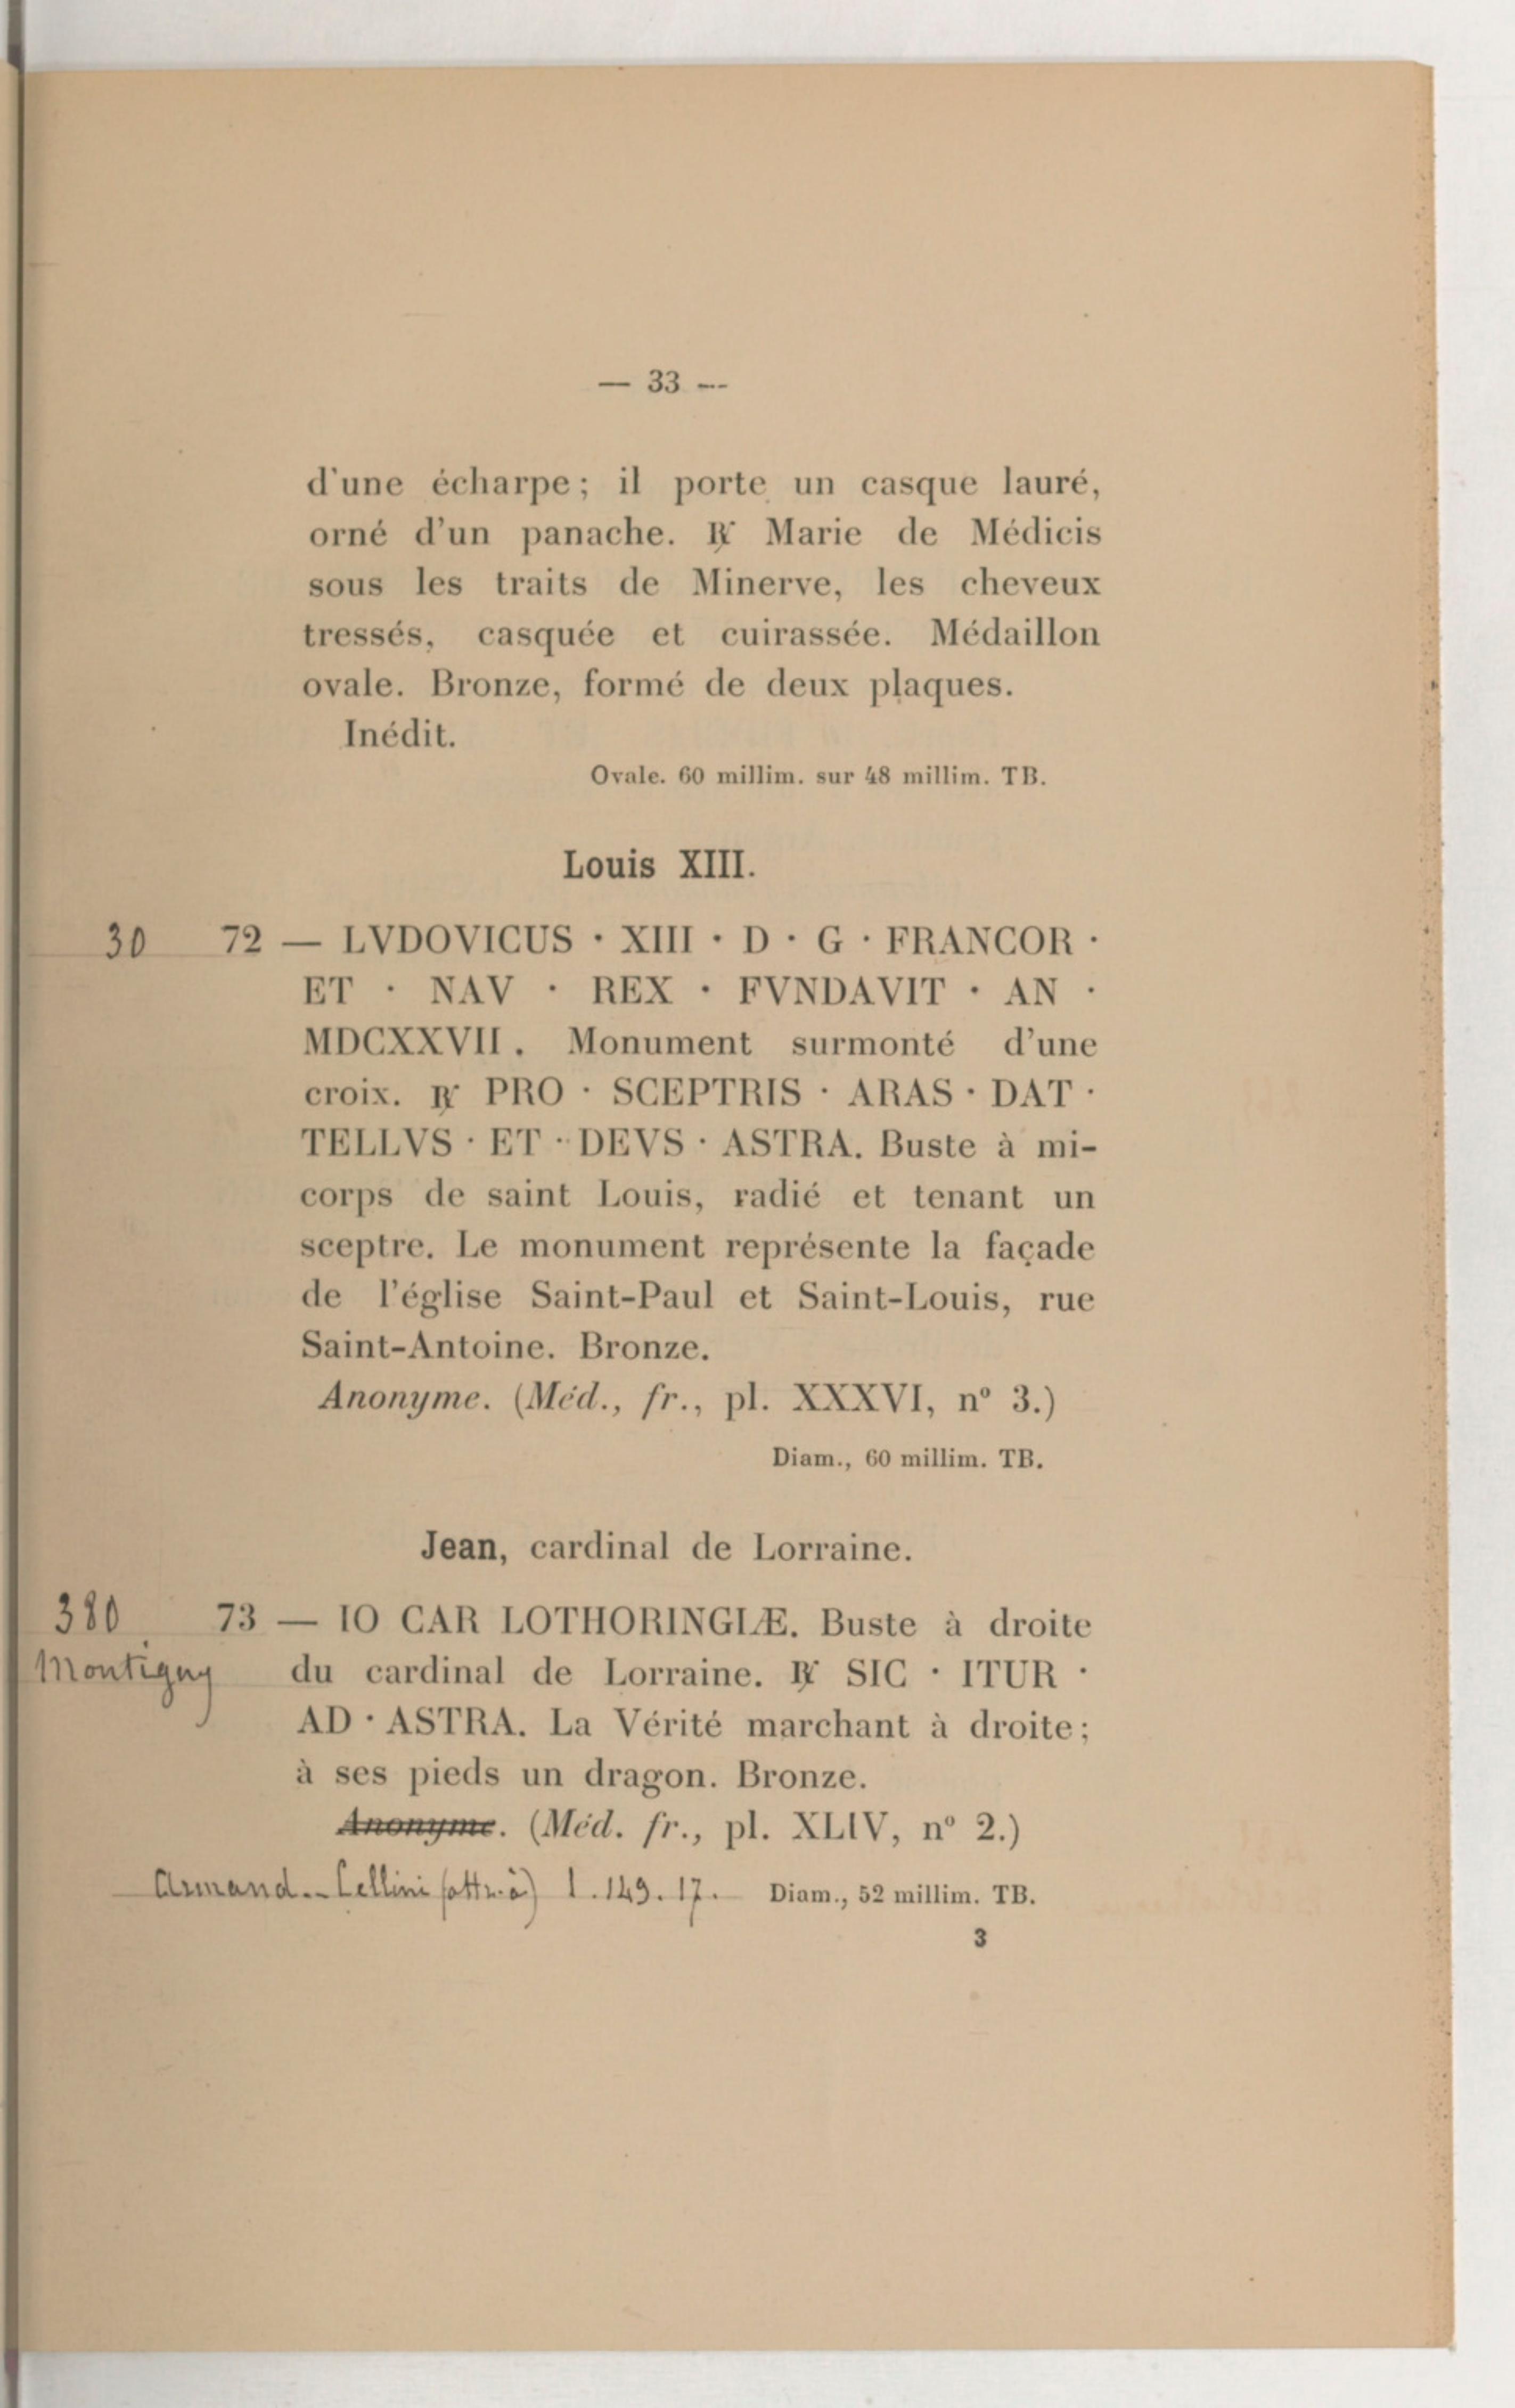 — 33 —
d'une écharpe; il porte un casque lauré,
orné d'un panache. ℞ Marie de Médicis
sous les traits de Minerve, les cheveux
tressés, casquée et cuirassée. Médaillon
ovale. Bronze, formé de deux plaques.
Inédit.
Ovale. 60 millim. sur 48 millim. TB.
Louis XIII.
30 72 — LVDOVICUS · XIII · D · G · FRANCOR ·
ET · NAV · REX · FVNDAVIT · AN ·
MDCXXVII. Monument surmonté d'une
croix. ℞ PRO · SCEPTRIS · ARAS · DAT ·
TELLVS · ET · DEVS · ASTRA. Buste à mi-
corps de saint Louis, radié et tenant un
sceptre. Le monument représente la façade
de l'église Saint-Paul et Saint-Louis, rue
Saint-Antoine. Bronze.
Anonyme. (Méd., fr., pl. XXXVI, nº 3.)
Diam., 60 millim. TB.
Jean, cardinal de Lorraine.
380 73 — IO CAR LOTHORINGIÆ. Buste à droite
Montigny du cardinal de Lorraine. ℞ SIC · ITUR ·
AD · ASTRA. La Vérité marchant à droite;
à ses pieds un dragon. Bronze.
Anonyme. (Méd. fr., pl. XLIV, nº 2.)
Armand.. Cellini (attr. à) 1.149.17. Diam., 52 millim. TB.
3